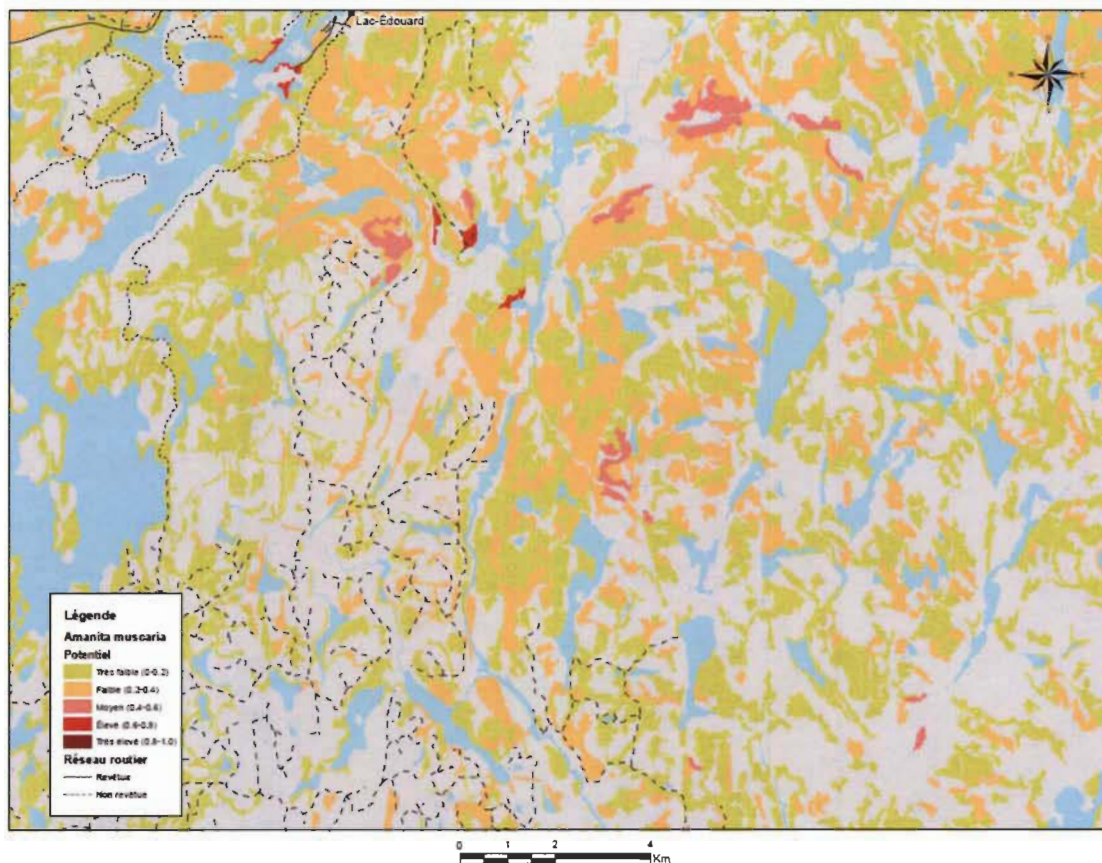 Lac-Édouard
Légende
Amanita muscaria
Potentiel
Très faible (0-0.2)
Faible (0.2-0.4)
Moyen (0.4-0.6)
Élevé (0.6-0.8)
Très élevé (0.8-1.0)
Réseau routier
Revêtue
Non revêtue
0 1 2 4
Km